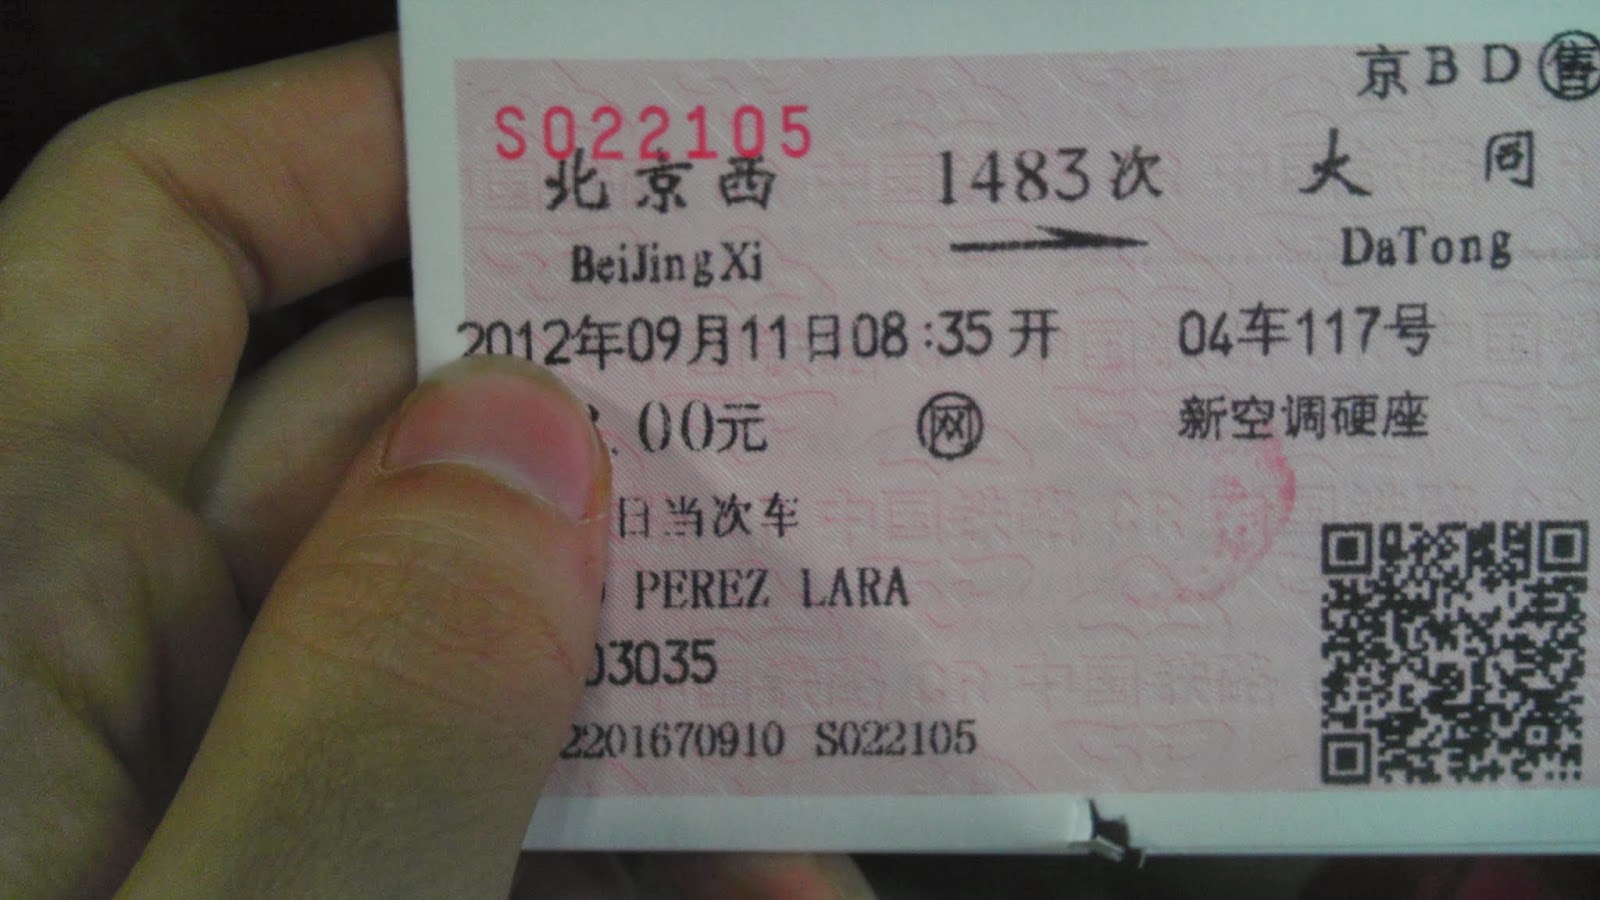 京BD售
S022105
北京西 1483次 大同
BeiJingXi DaTong
2012年09月11日08:35开 04车117号
.00元 网 新空调硬座
日当次车
PEREZ LARA
03035
2201670910 S022105